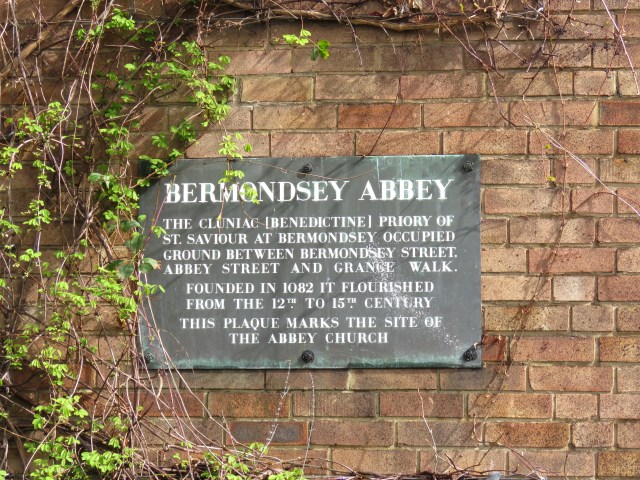 BERMONDSEY ABBEY
THE CLUNIAC [BENEDICTINE] PRIORY OF
ST. SAVIOUR AT BERMONDSEY OCCUPIED
GROUND BETWEEN BERMONDSEY STREET,
ABBEY STREET AND GRANGE WALK.
FOUNDED IN 1082 IT FLOURISHED
FROM THE 12TH TO 15TH CENTURY
THIS PLAQUE MARKS THE SITE OF
THE ABBEY CHURCH